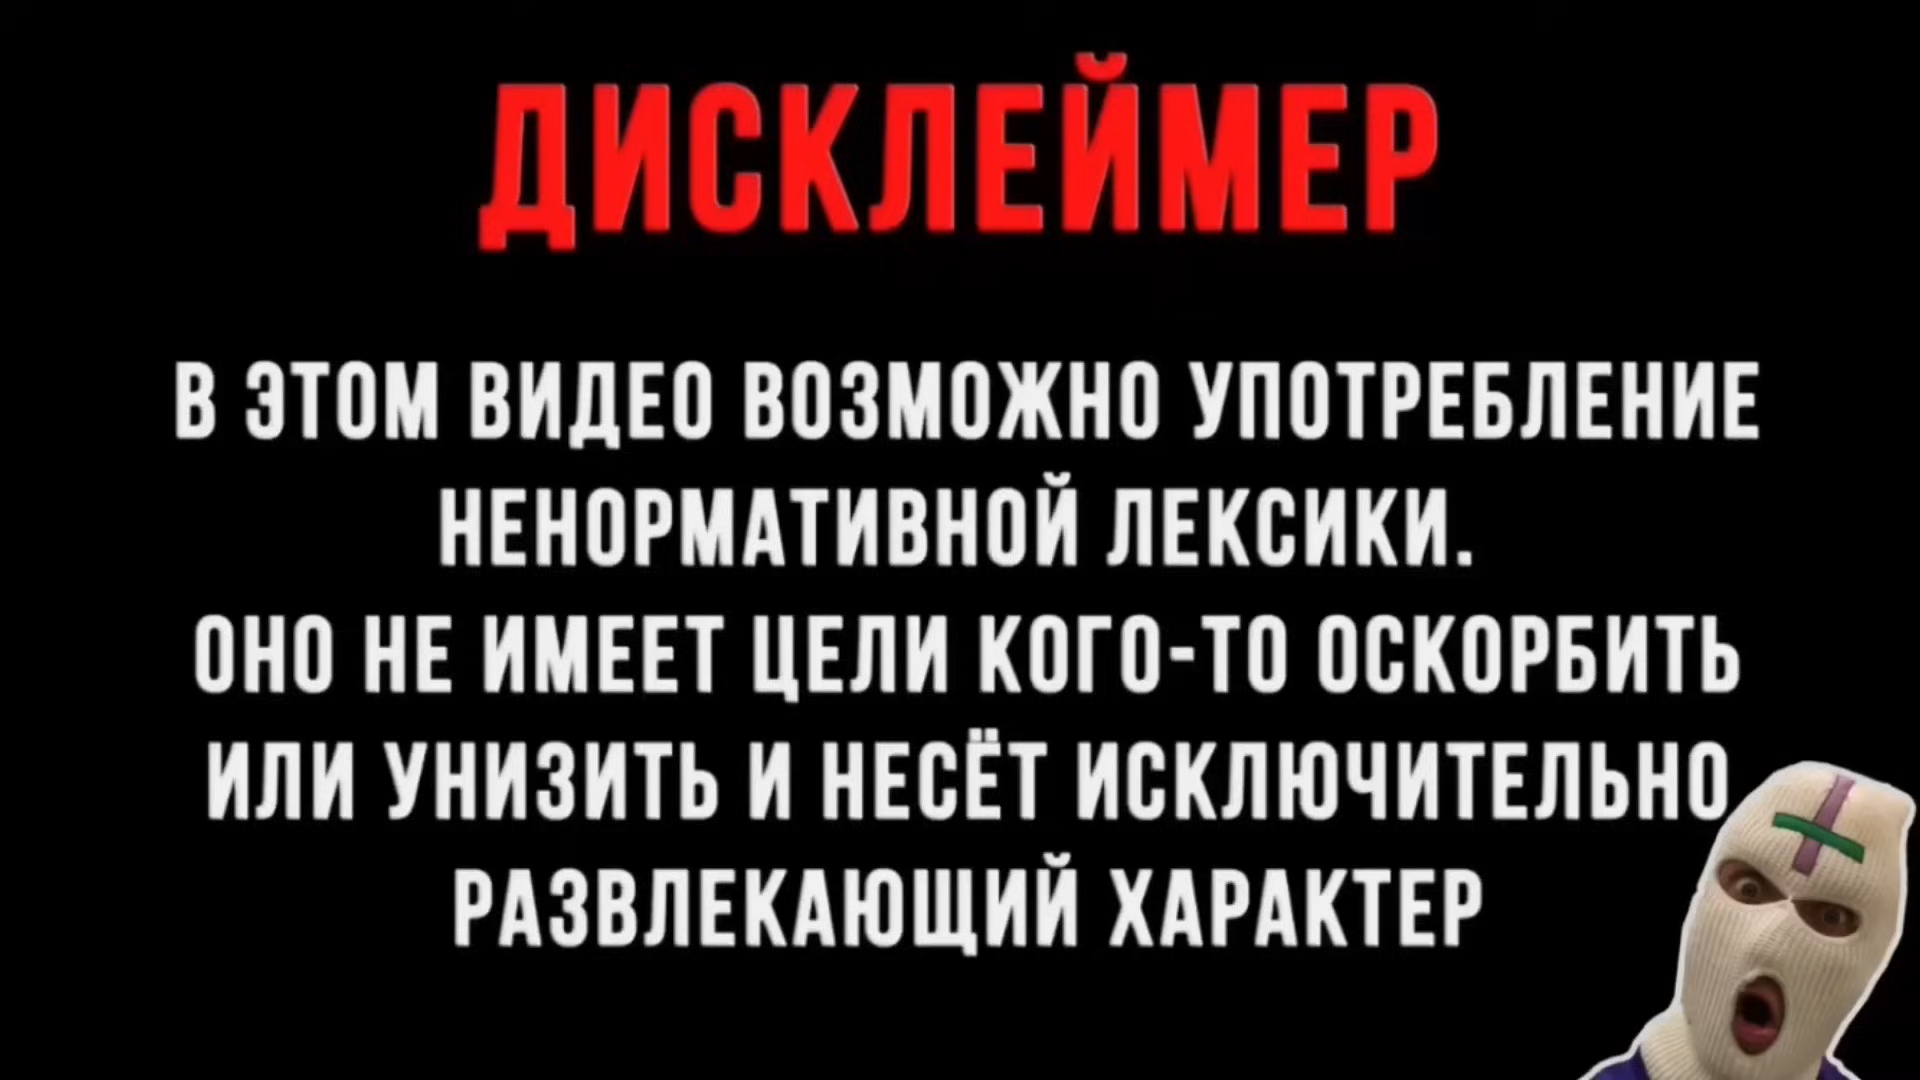 ДИСКЛЕЙМЕР
В ЭТОМ ВИДЕО ВОЗМОЖНО УПОТРЕБЛЕНИЕ
НЕНОРМАТИВНОЙ ЛЕКСИКИ.
ОНО НЕ ИМЕЕТ ЦЕЛИ КОГО-ТО ОСКОРБИТЬ
ИЛИ УНИЗИТЬ И НЕСЁТ ИСКЛЮЧИТЕЛЬНО
РАЗВЛЕКАЮЩИЙ ХАРАКТЕР